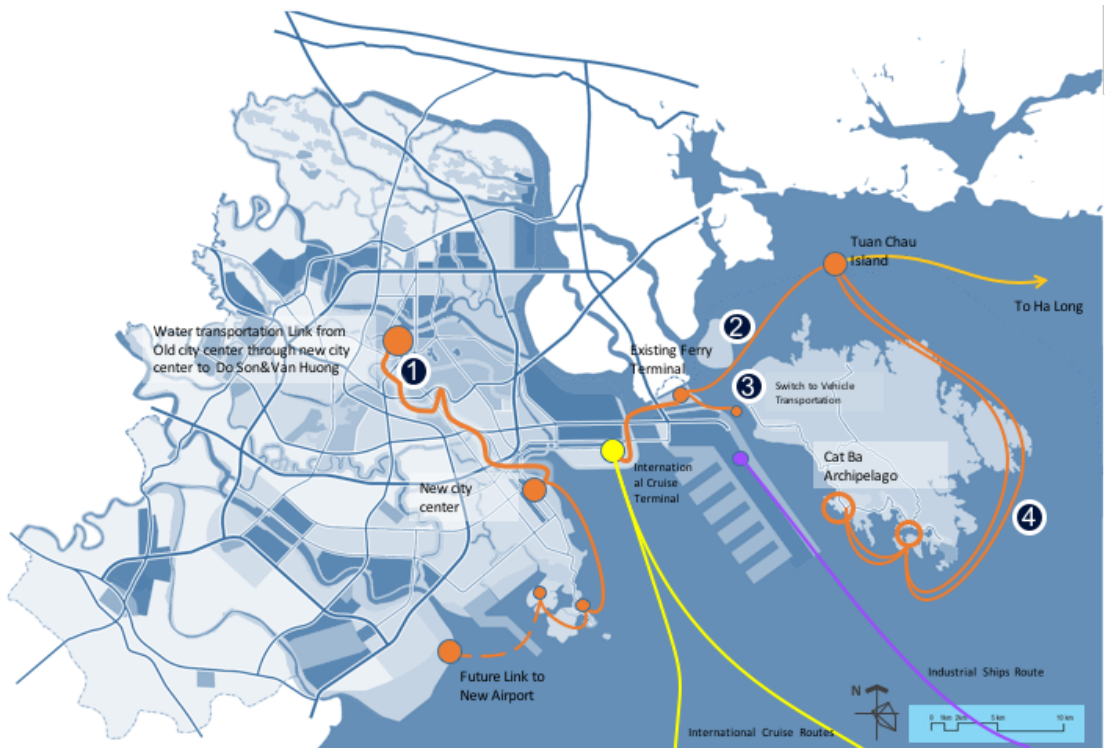 Tuan Chau
Island
To Ha Long
2
Water transportation Link from
Old city center through new city
center to  Do Son&Van Huong
1
Existing Ferry
Terminal
3
Switch to Vehicle
Transportation
Cat Ba
Archipelago
Internation
al Cruise
Terminal
New city
center
4
Future Link to
New Airport
Industrial Ships Route
International Cruise Routes
N
0 1km 2km 5km 10 km